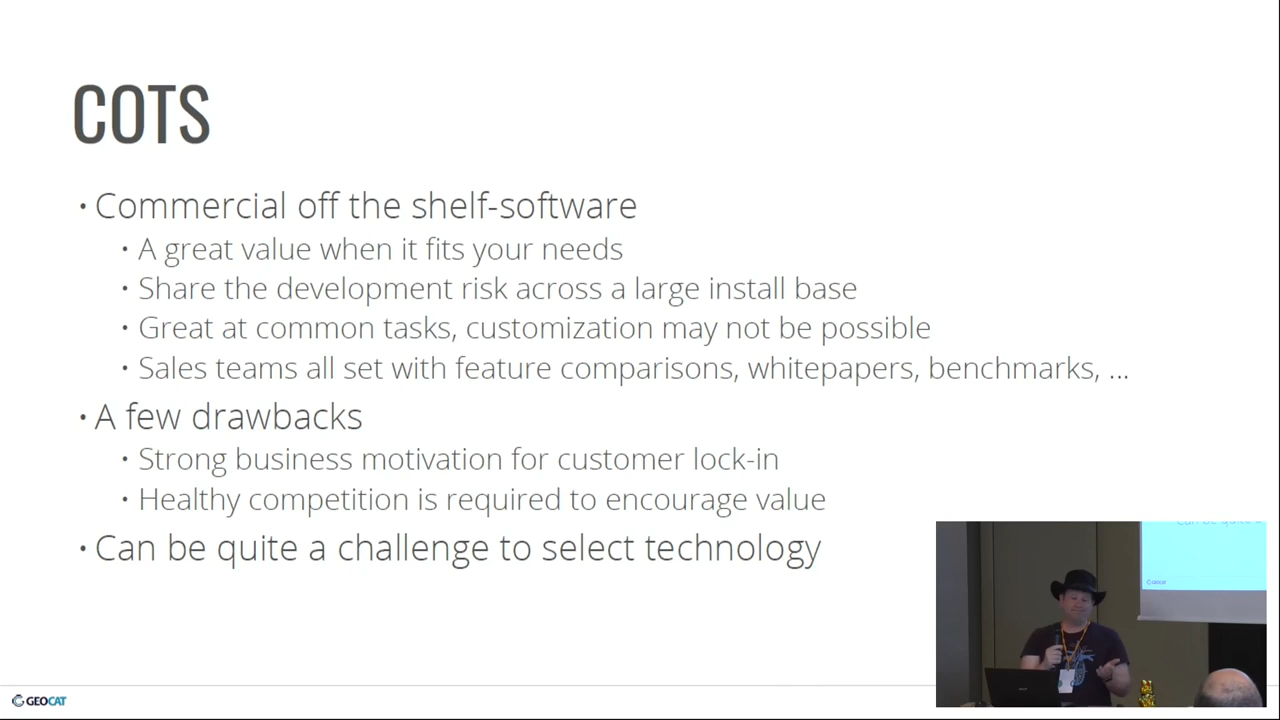 COTS
• Commercial off the shelf-software
• A great value when it fits your needs
• Share the development risk across a large install base
• Great at common tasks, customization may not be possible
• Sales teams all set with feature comparisons, whitepapers, benchmarks, ...
• A few drawbacks
• Strong business motivation for customer lock-in
• Healthy competition is required to encourage value
• Can be quite a challenge to select technology
GEOCAT